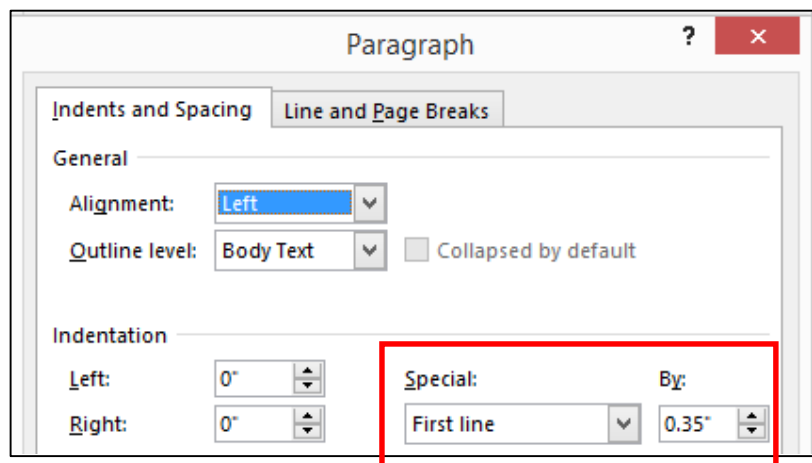 Paragraph ? ×
Indents and Spacing Line and Page Breaks
General
Alignment: Left
Outline level: Body Text Collapsed by default
Indentation
Left: 0" Special: By:
Right: 0" First line 0.35"